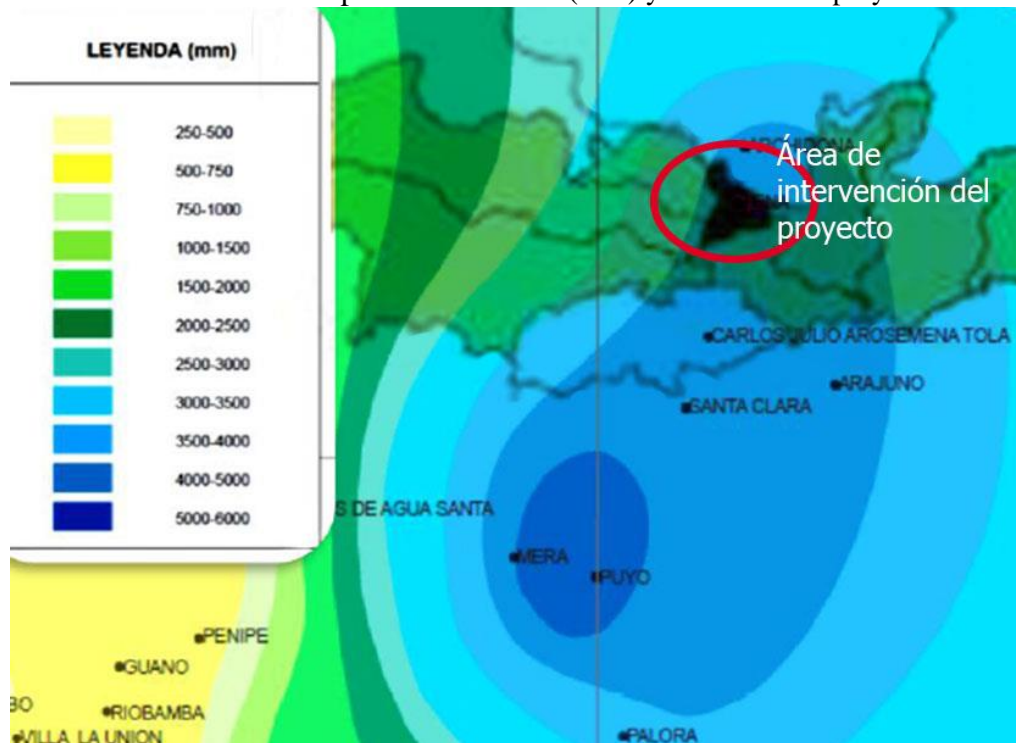 LEYENDA (mm)
250-500
500-750
750-1000
1000-1500
1500-2000
2000-2500
2500-3000
3000-3500
3500-4000
4000-5000
5000-6000
Área de
intervención del
proyecto
CARLOS JULIO AROSEMENA TOLA
ARAJUNO
SANTA CLARA
S DE AGUA SANTA
MERA
PUYO
PENIPE
GUANO
BO
RIOBAMBA
VILLA LA UNION
PALORA